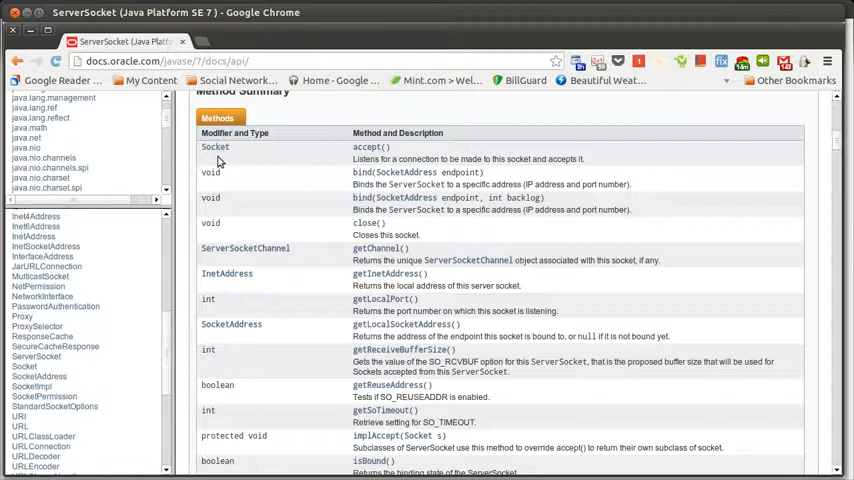 ServerSocket (Java Platform SE 7 ) - Google Chrome
ServerSocket (Java Platf
docs.oracle.com/javase/7/docs/api/
Google Reader ... My Content Social Network... Home - Google ... Mint.com > Wel... BillGuard Beautiful Weat... Other Bookmarks
java.lang.management
java.lang.ref
java.lang.reflect
java.math
java.net
java.nio
java.nio.channels
java.nio.channels.spi
java.nio.charset
java.nio.charset.spi
Inet4Address
Inet6Address
InetAddress
InetSocketAddress
InterfaceAddress
JarURLConnection
MulticastSocket
NetPermission
NetworkInterface
PasswordAuthentication
Proxy
ProxySelector
ResponseCache
SecureCacheResponse
ServerSocket
Socket
SocketAddress
SocketImpl
SocketPermission
StandardSocketOptions
URI
URL
URLClassLoader
URLConnection
URLDecoder
URLEncoder
Method Summary
Methods
Modifier and Type Method and Description
Socket accept()
Listens for a connection to be made to this socket and accepts it.
void bind(SocketAddress endpoint)
Binds the ServerSocket to a specific address (IP address and port number).
void bind(SocketAddress endpoint, int backlog)
Binds the ServerSocket to a specific address (IP address and port number).
void close()
Closes this socket.
ServerSocketChannel getChannel()
Returns the unique ServerSocketChannel object associated with this socket, if any.
InetAddress getInetAddress()
Returns the local address of this server socket.
int getLocalPort()
Returns the port number on which this socket is listening.
SocketAddress getLocalSocketAddress()
Returns the address of the endpoint this socket is bound to, or null if it is not bound yet.
int getReceiveBufferSize()
Gets the value of the SO_RCVBUF option for this ServerSocket, that is the proposed buffer size that will be used for
Sockets accepted from this ServerSocket.
boolean getReuseAddress()
Tests if SO_REUSEADDR is enabled.
int getSoTimeout()
Retrieve setting for SO_TIMEOUT.
protected void implAccept(Socket s)
Subclasses of ServerSocket use this method to override accept() to return their own subclass of socket.
boolean isBound()
Returns the binding state of the ServerSocket.